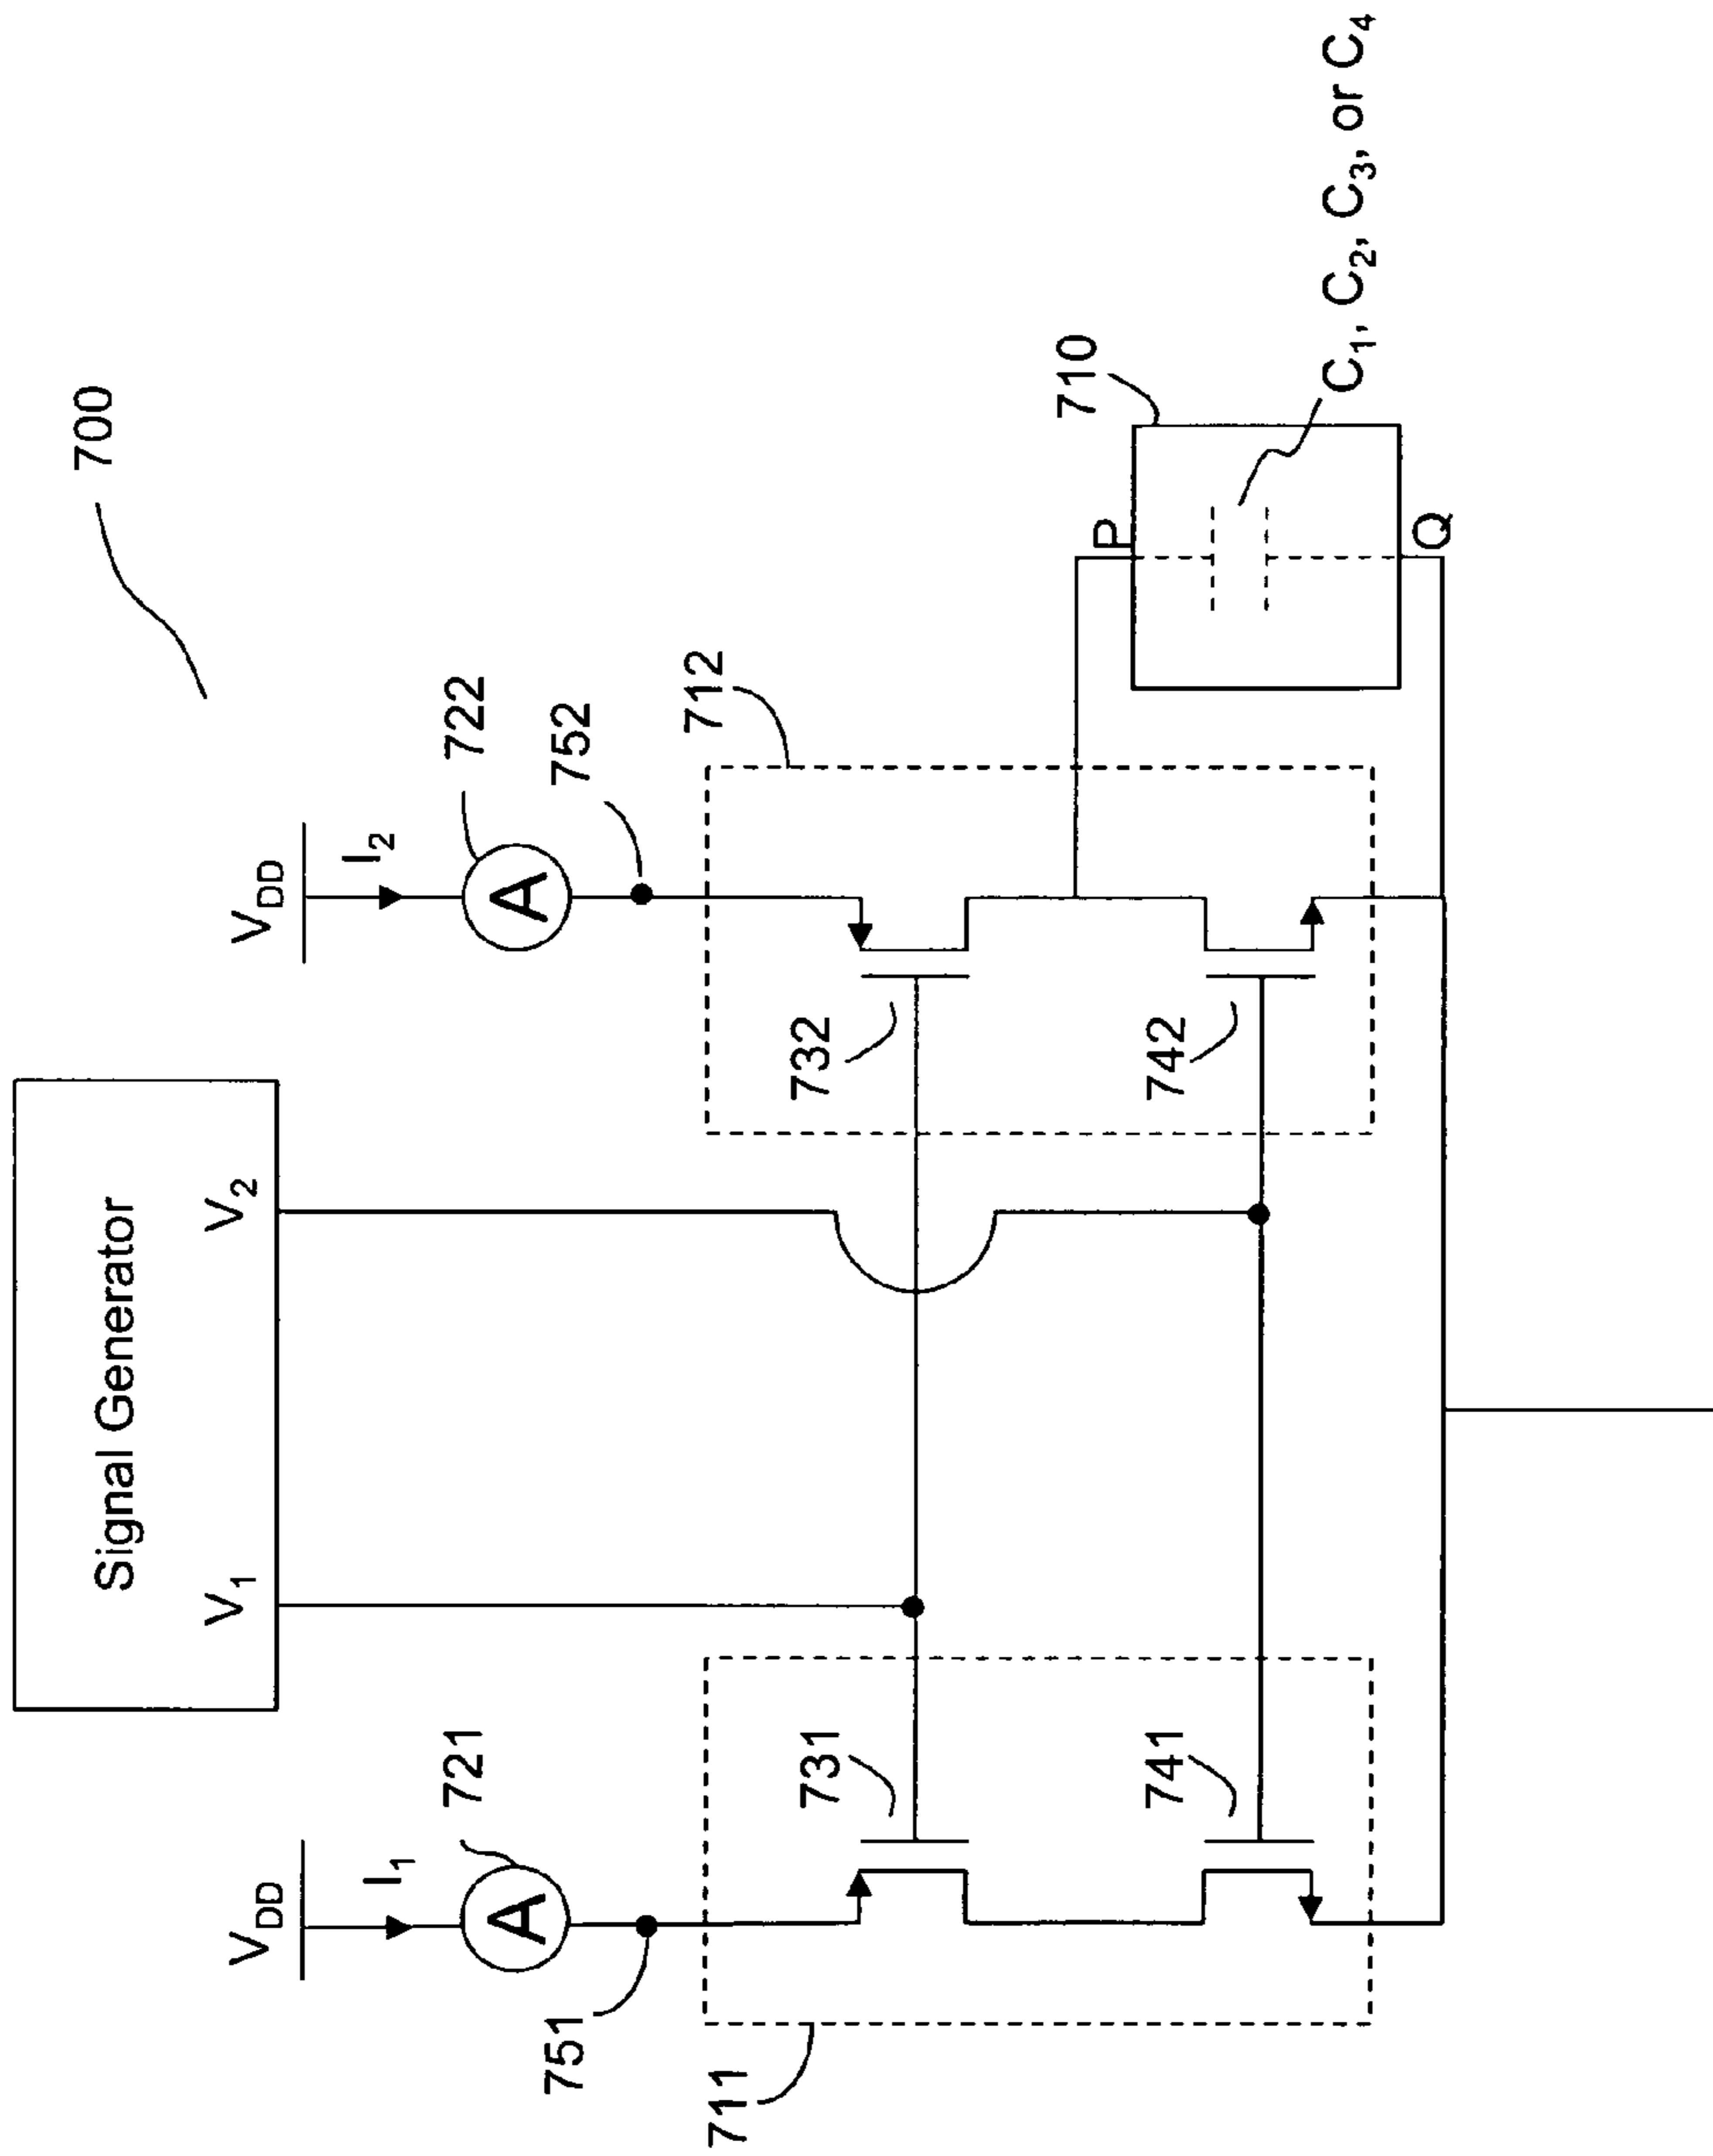 700
Signal Generator
V1
V2
VDD
I1
721
751
VDD
I2
722
752
711
731
741
712
732
742
710
P
Q
C1, C2, C3, or C4
A
A